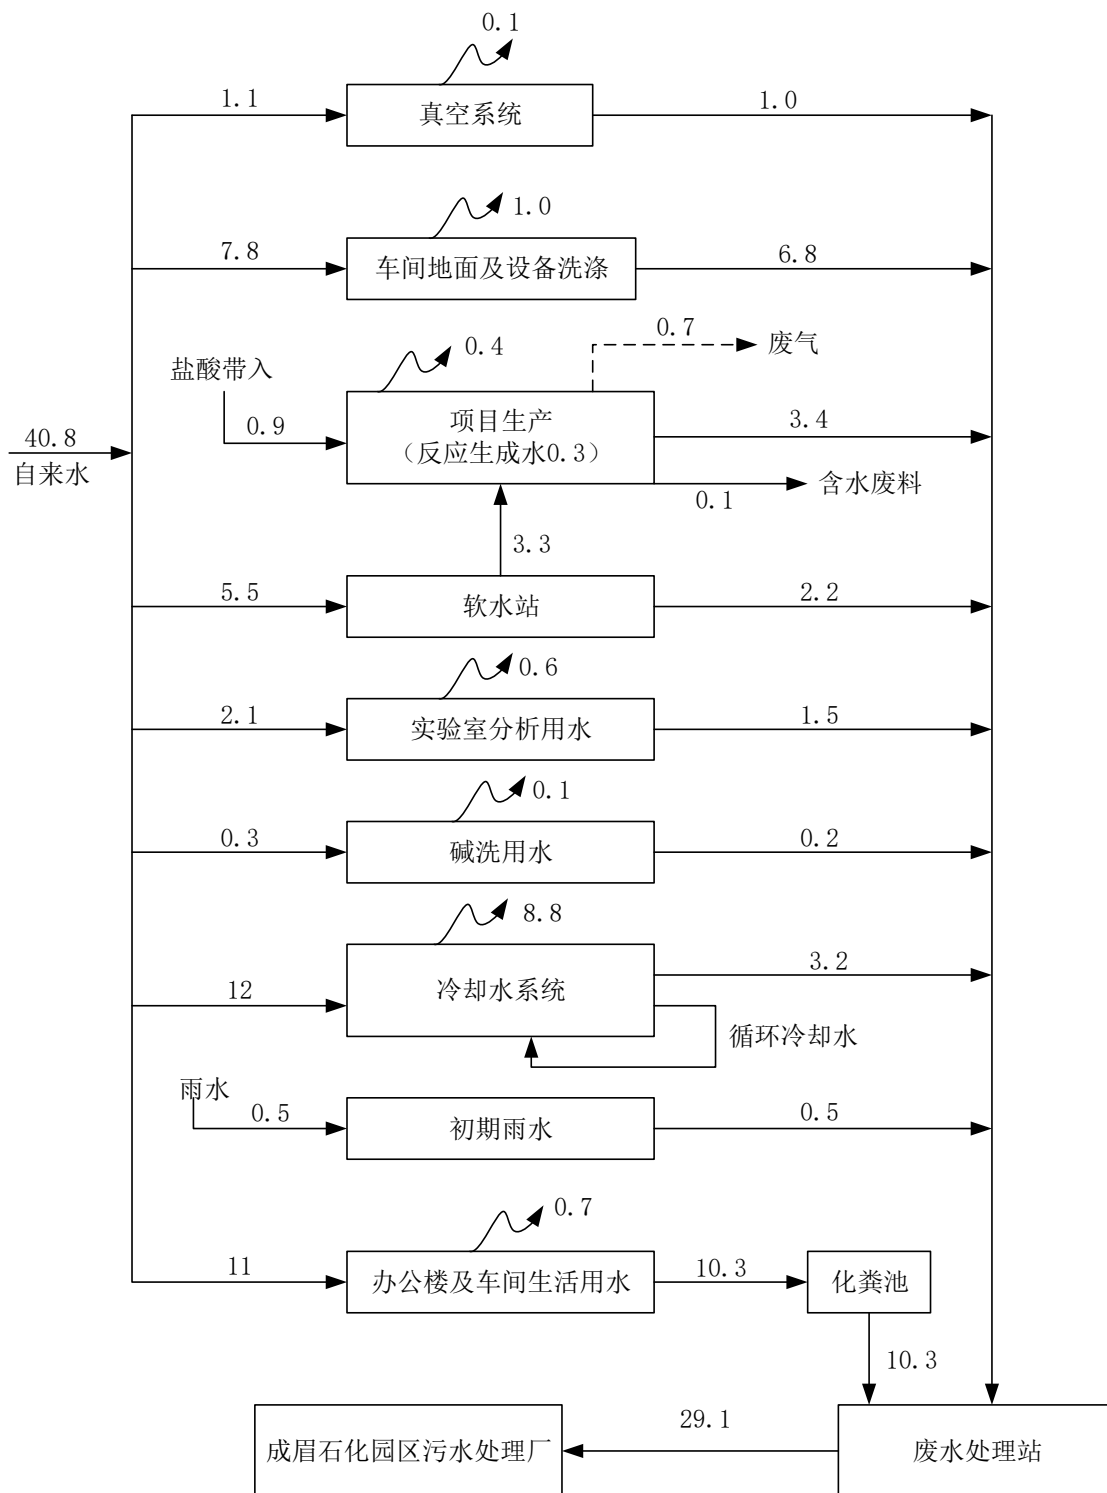 0.1
1.1
真空系统
1.0
1.0
7.8
车间地面及设备洗涤
6.8
0.7
废气
0.4
盐酸带入
0.9
项目生产
（反应生成水0.3）
3.4
40.8
自来水
0.1
含水废料
3.3
5.5
软水站
2.2
0.6
2.1
实验室分析用水
1.5
0.1
0.3
碱洗用水
0.2
8.8
12
冷却水系统
3.2
循环冷却水
雨水
0.5
初期雨水
0.5
0.7
11
办公楼及车间生活用水
10.3
化粪池
10.3
29.1
成眉石化园区污水处理厂
废水处理站